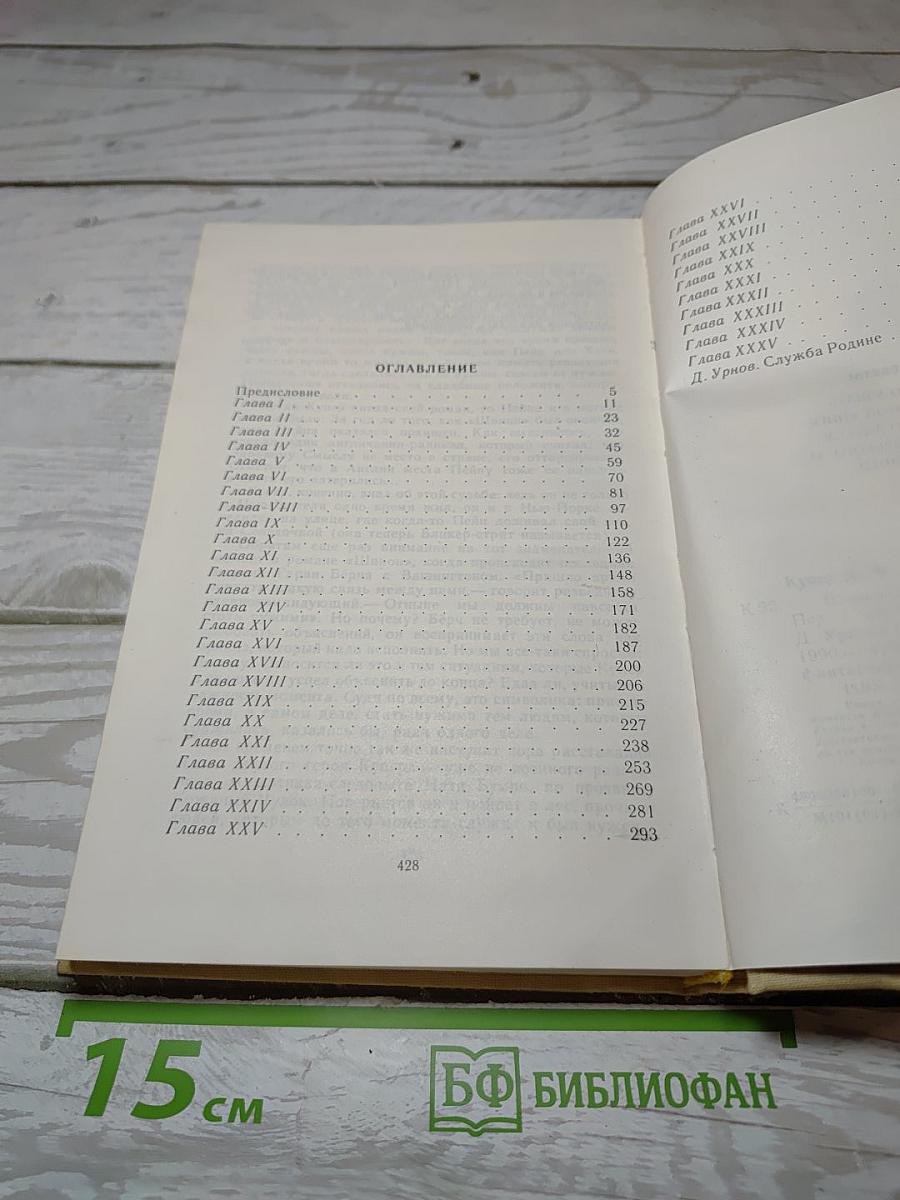 ОГЛАВЛЕНИЕ
Предисловие . . . . . . . . . . . . 5
Глава I . . . . . . . . . . . . 11
Глава II . . . . . . . . . . . . 23
Глава III . . . . . . . . . . . . 32
Глава IV . . . . . . . . . . . . 45
Глава V . . . . . . . . . . . . 59
Глава VI . . . . . . . . . . . . 70
Глава VII . . . . . . . . . . . . 81
Глава VIII . . . . . . . . . . . . 97
Глава IX . . . . . . . . . . . . 110
Глава X . . . . . . . . . . . . 122
Глава XI . . . . . . . . . . . . 136
Глава XII . . . . . . . . . . . . 148
Глава XIII . . . . . . . . . . . . 158
Глава XIV . . . . . . . . . . . . 171
Глава XV . . . . . . . . . . . . 182
Глава XVI . . . . . . . . . . . . 187
Глава XVII . . . . . . . . . . . . 200
Глава XVIII . . . . . . . . . . . . 206
Глава XIX . . . . . . . . . . . . 215
Глава XX . . . . . . . . . . . . 227
Глава XXI . . . . . . . . . . . . 238
Глава XXII . . . . . . . . . . . . 253
Глава XXIII . . . . . . . . . . . . 269
Глава XXIV . . . . . . . . . . . . 281
Глава XXV . . . . . . . . . . . . 293
428
Глава XXVI . . . . .
Глава XXVII . . . . .
Глава XXVIII . . . . .
Глава XXIX . . . . .
Глава XXX . . . . .
Глава XXXI . . . . .
Глава XXXII . . . . .
Глава XXXIII . . . . .
Глава XXXIV . . . . .
Глава XXXV . . . . .
Д. Урнов. Служба Родине . .
15 см
БФ БИБЛИОФАН